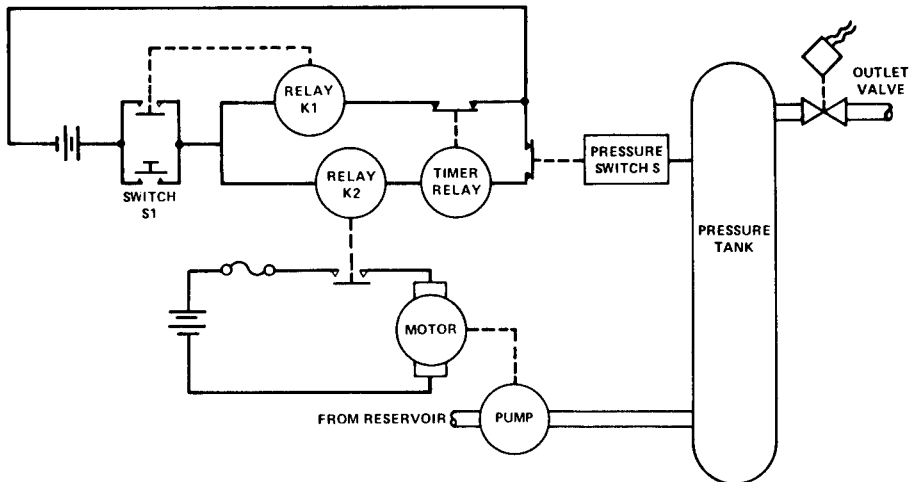 OUTLET
VALVE
RELAY
K1
PRESSURE
SWITCH S
RELAY
K2
TIMER
RELAY
SWITCH
S1
PRESSURE
TANK
MOTOR
FROM RESERVOIR
PUMP